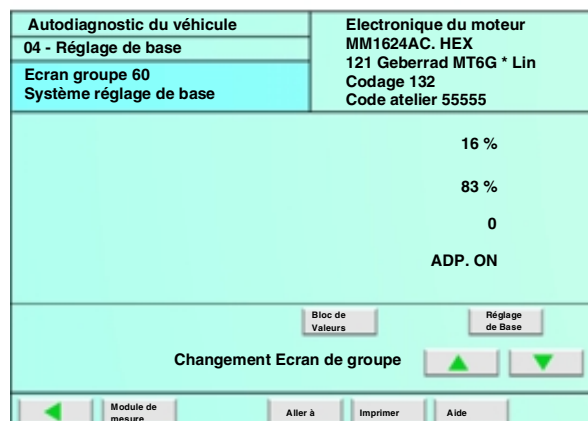 Autodiagnostic du véhicule
04 - Réglage de base
Ecran groupe 60
Système réglage de base
Electronique du moteur
MM1624AC. HEX
121 Geberrad MT6G * Lin
Codage 132
Code atelier 55555
16 %
83 %
0
ADP. ON
Bloc de
Valeurs
Réglage
de Base
Changement Ecran de groupe
Module de
mesure
Aller à
Imprimer
Aide